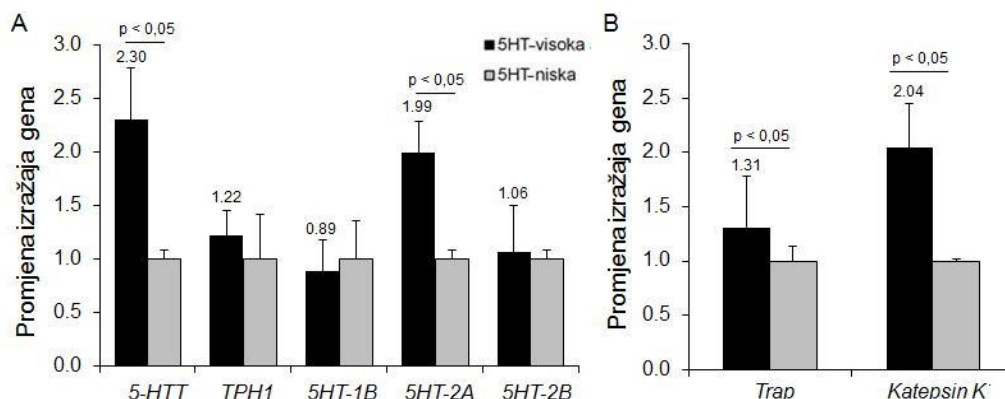 A
Promjena izražaja gena
3.0
2.5
2.0
1.5
1.0
0.5
0.0
p < 0,05
2.30
1.22
0.89
p < 0,05
1.99
1.06
5HT-visoka
5HT-niska
5-HTT TPH1 5HT-1B 5HT-2A 5HT-2B
B
Promjena izražaja gena
3.0
2.5
2.0
1.5
1.0
0.5
0.0
p < 0,05
1.31
p < 0,05
2.04
Trap Katepsin K